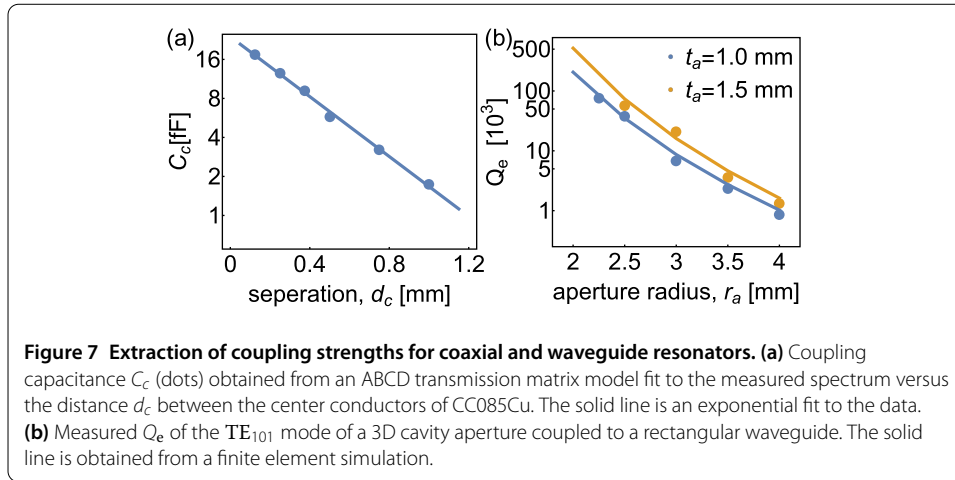 (a)
16
8
4
2
1
C_c[fF]
0 0.4 0.8 1.2
seperation, d_c [mm]
(b)
500
100
50
10
5
1
Q_e [10^3]
t_a=1.0 mm
t_a=1.5 mm
2 2.5 3 3.5 4
aperture radius, r_a [mm]
Figure 7 Extraction of coupling strengths for coaxial and waveguide resonators. (a) Coupling
capacitance C_c (dots) obtained from an ABCD transmission matrix model fit to the measured spectrum versus
the distance d_c between the center conductors of CC085Cu. The solid line is an exponential fit to the data.
(b) Measured Q_e of the TE_101 mode of a 3D cavity aperture coupled to a rectangular waveguide. The solid
line is obtained from a finite element simulation.